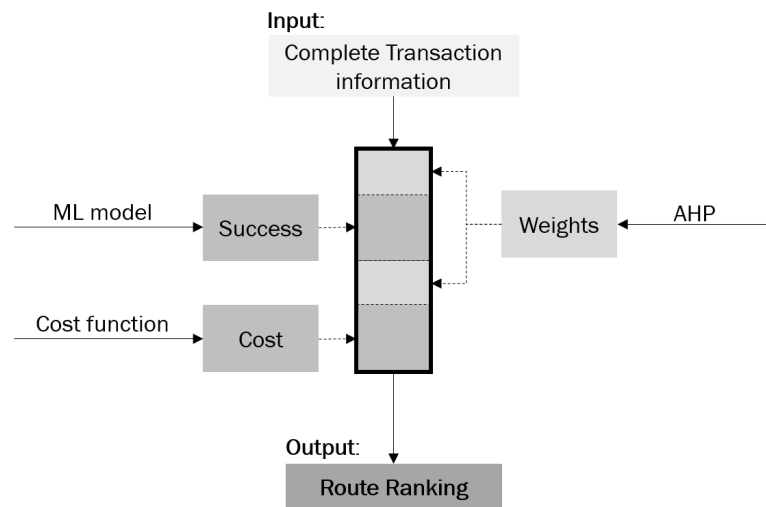 Input:
Complete Transaction
information
ML model
Success
Weights
AHP
Cost function
Cost
Output:
Route Ranking